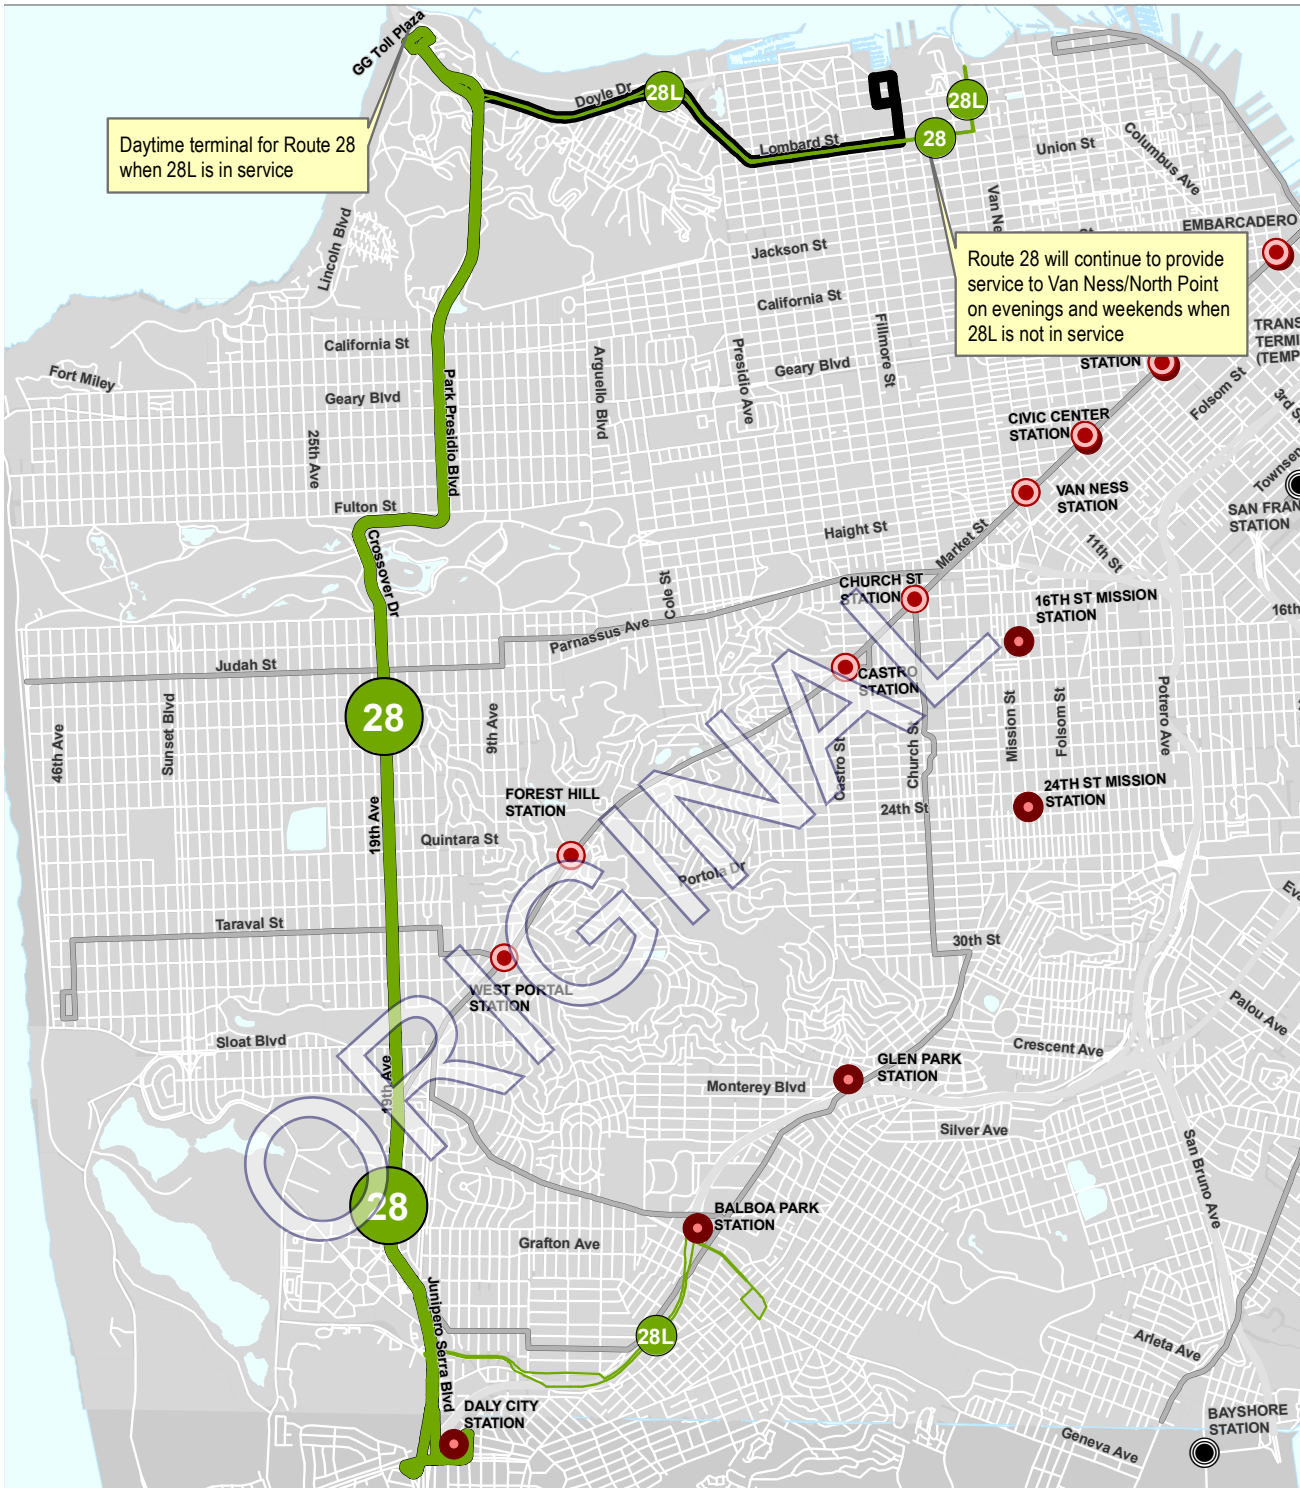 GG Toll Plaza
Doyle Dr
28L
28L
Lombard St
28
Daytime terminal for Route 28
when 28L is in service
Union St
Columbus Ave
Lincoln Blvd
Jackson St
EMBARCADERO
Route 28 will continue to provide
service to Van Ness/North Point
on evenings and weekends when
28L is not in service
California St
California St
Fillmore St
Presidio Ave
Geary Blvd
STATION
Fort Miley
Park Presidio Blvd
Arguello Blvd
Geary Blvd
25th Ave
Folsom St
3rd
CIVIC CENTER
STATION
Fulton St
VAN NESS
STATION
STATION
Haight St
Market St
11th St
Crossover Dr
Cole St
CHURCH ST
STATION
16TH ST MISSION
STATION
16th
Parnassus Ave
Judah St
CASTRO
STATION
28
46th Ave
Sunset Blvd
9th Ave
Castro St
Church St
Mission St
Folsom St
Potrero Ave
FOREST HILL
STATION
24TH ST MISSION
STATION
24th St
19th Ave
Quintara St
Portola Dr
Taraval St
30th St
WEST PORTAL
STATION
ORIGINAL
Sloat Blvd
Palou Ave
Crescent Ave
19th Ave
GLEN PARK
STATION
Monterey Blvd
Silver Ave
San Bruno Ave
28
BALBOA PARK
STATION
Grafton Ave
Junipero Serra Blvd
28L
Arleta Ave
DALY CITY
STATION
BAYSHORE
STATION
Geneva Ave